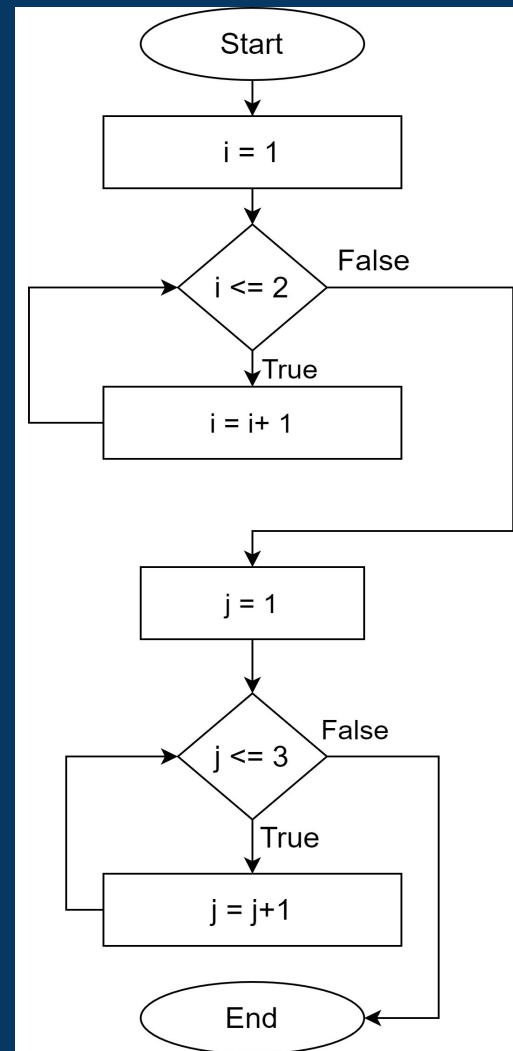 Start
i = 1
i <= 2
False
True
i = i+ 1
j = 1
j <= 3
False
True
j = j+1
End